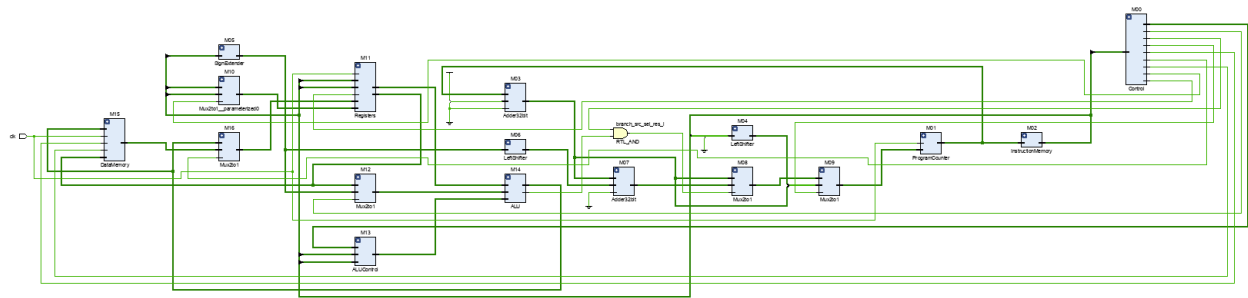 M00
Control
M05
SignExtender
M11
Registers
M10
Mux2to1__parameterized0
M03
Adder32bit
M15
DataMemory
clk
M16
Mux2to1
branch_src_sel_res_i
RTL_AND
M04
LeftShifter
M01
ProgramCounter
M02
InstructionMemory
M06
LeftShifter
M12
Mux2to1
M14
ALU
M07
Adder32bit
M08
Mux2to1
M09
Mux2to1
M13
ALUControl